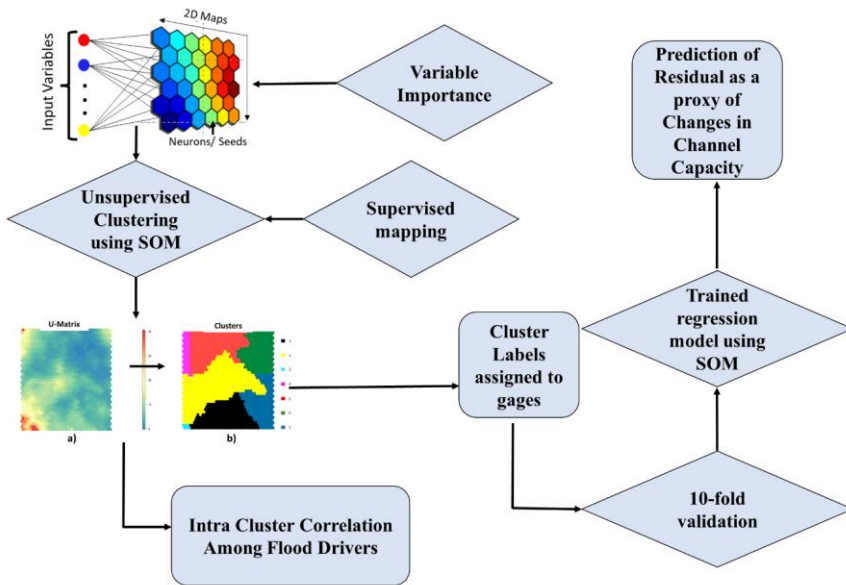 2D Maps
Input Variables
Neurons/ Seeds
Variable
Importance
Prediction of
Residual as a
proxy of
Changes in
Channel
Capacity
Unsupervised
Clustering
using SOM
Supervised
mapping
U-Matrix
a)
Clusters
b)
Cluster
Labels
assigned to
gages
Trained
regression
model using
SOM
Intra Cluster Correlation
Among Flood Drivers
10-fold
validation